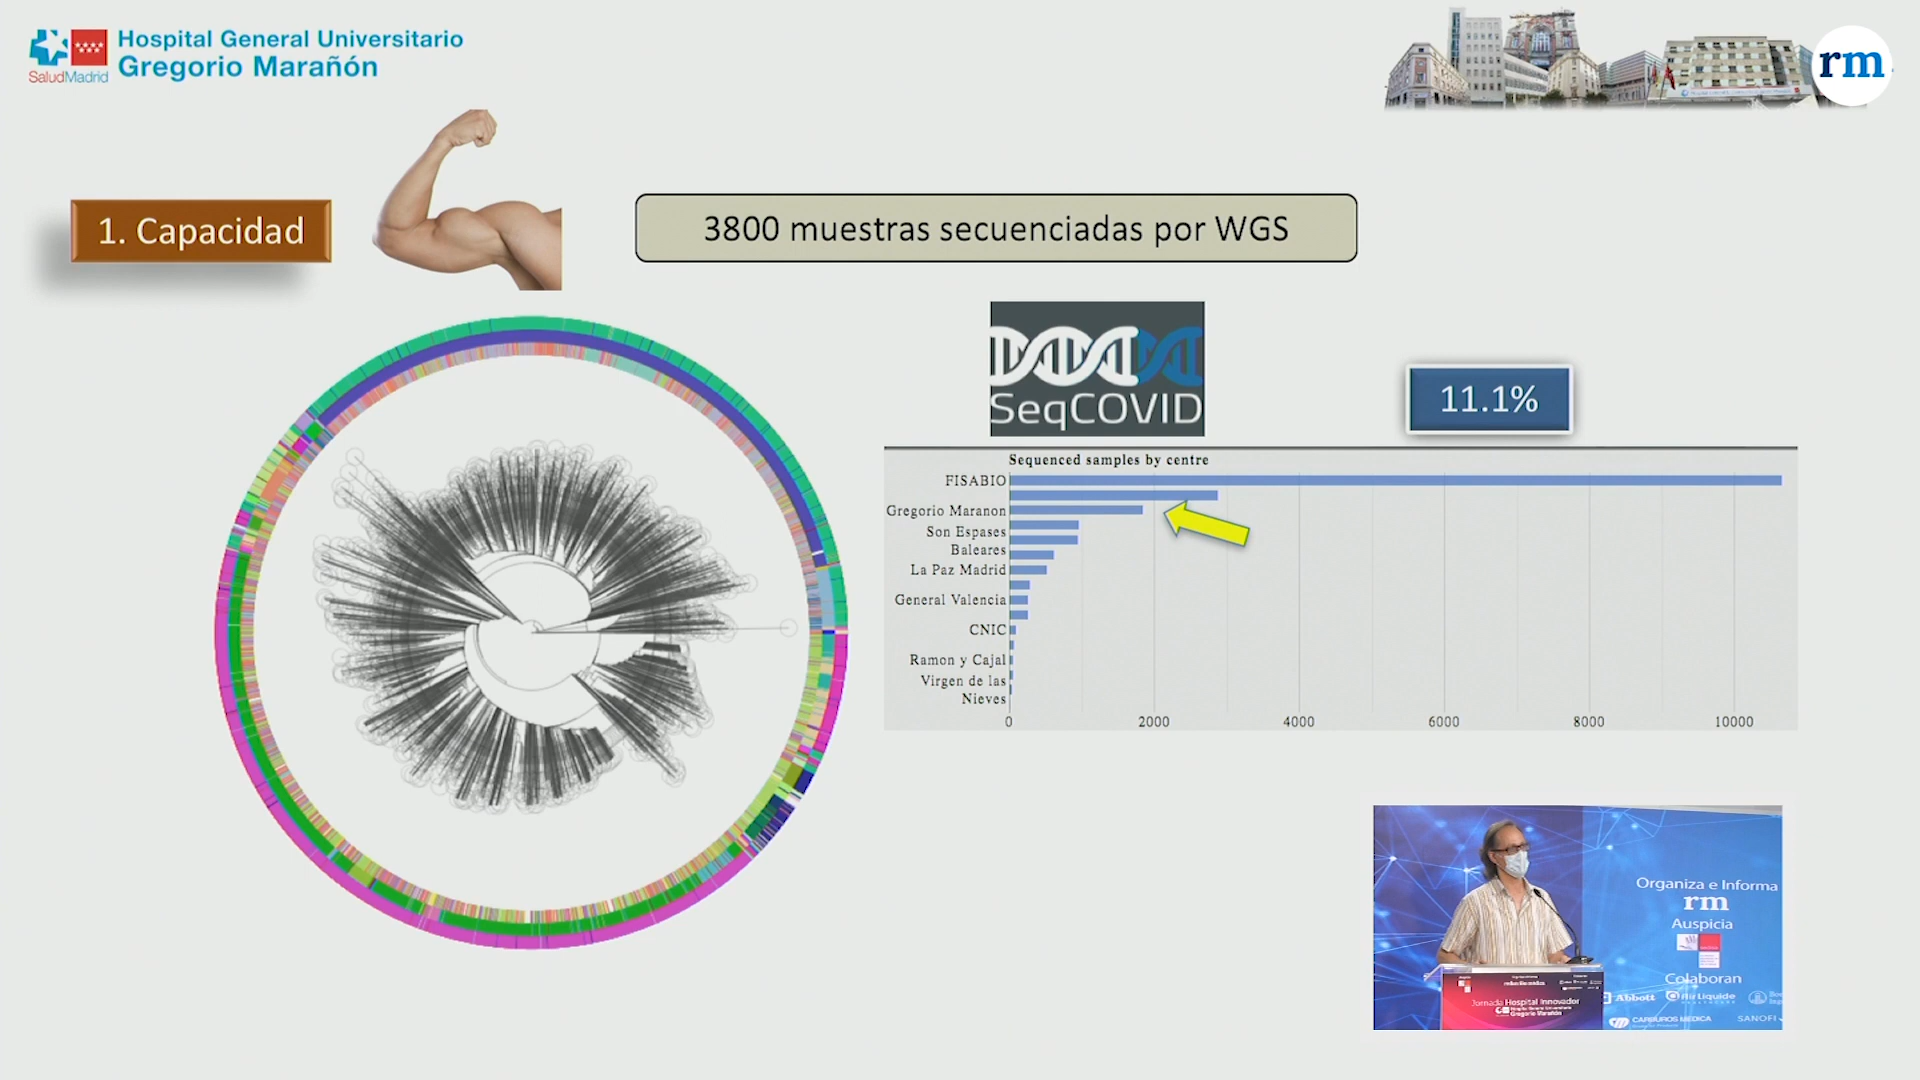 Hospital General Universitario
Gregorio Marañón
SaludMadrid
rm
1. Capacidad
3800 muestras secuenciadas por WGS
SeqCOVID
11.1%
Sequenced samples by centre
FISABIO
Gregorio Maranon
Son Espases
Baleares
La Paz Madrid
General Valencia
CNIC
Ramon y Cajal
Virgen de las
Nieves
0 2000 4000 6000 8000 10000
Organiza e Informa
rm
Auspicia
Colaboran
Abbott Air Liquide
CARBUROS MEDICA SANOFI
Jornada Hospital Innovador
Gregorio Marañón